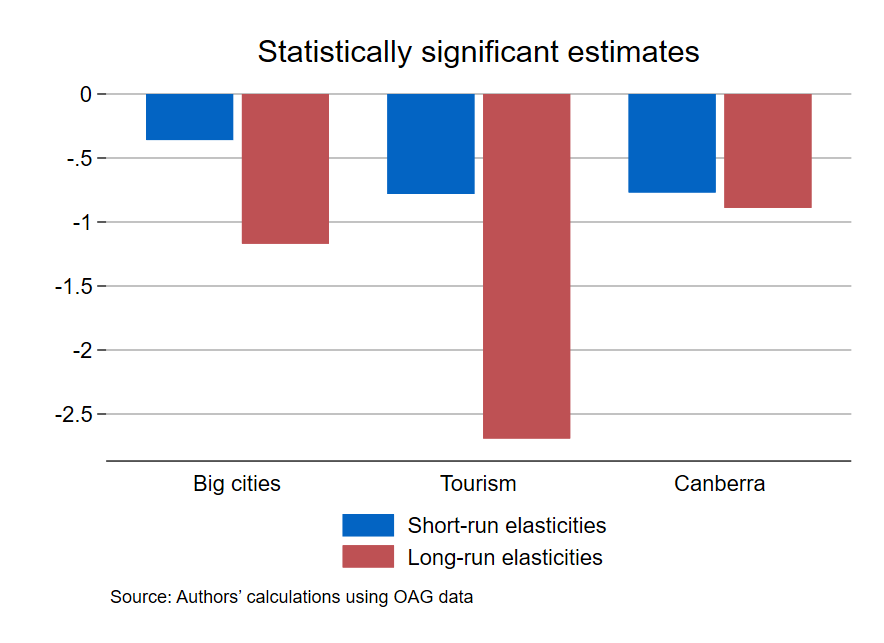 Statistically significant estimates
0
-.5
-1
-1.5
-2
-2.5
Big cities Tourism Canberra
Short-run elasticities
Long-run elasticities
Source: Authors’ calculations using OAG data